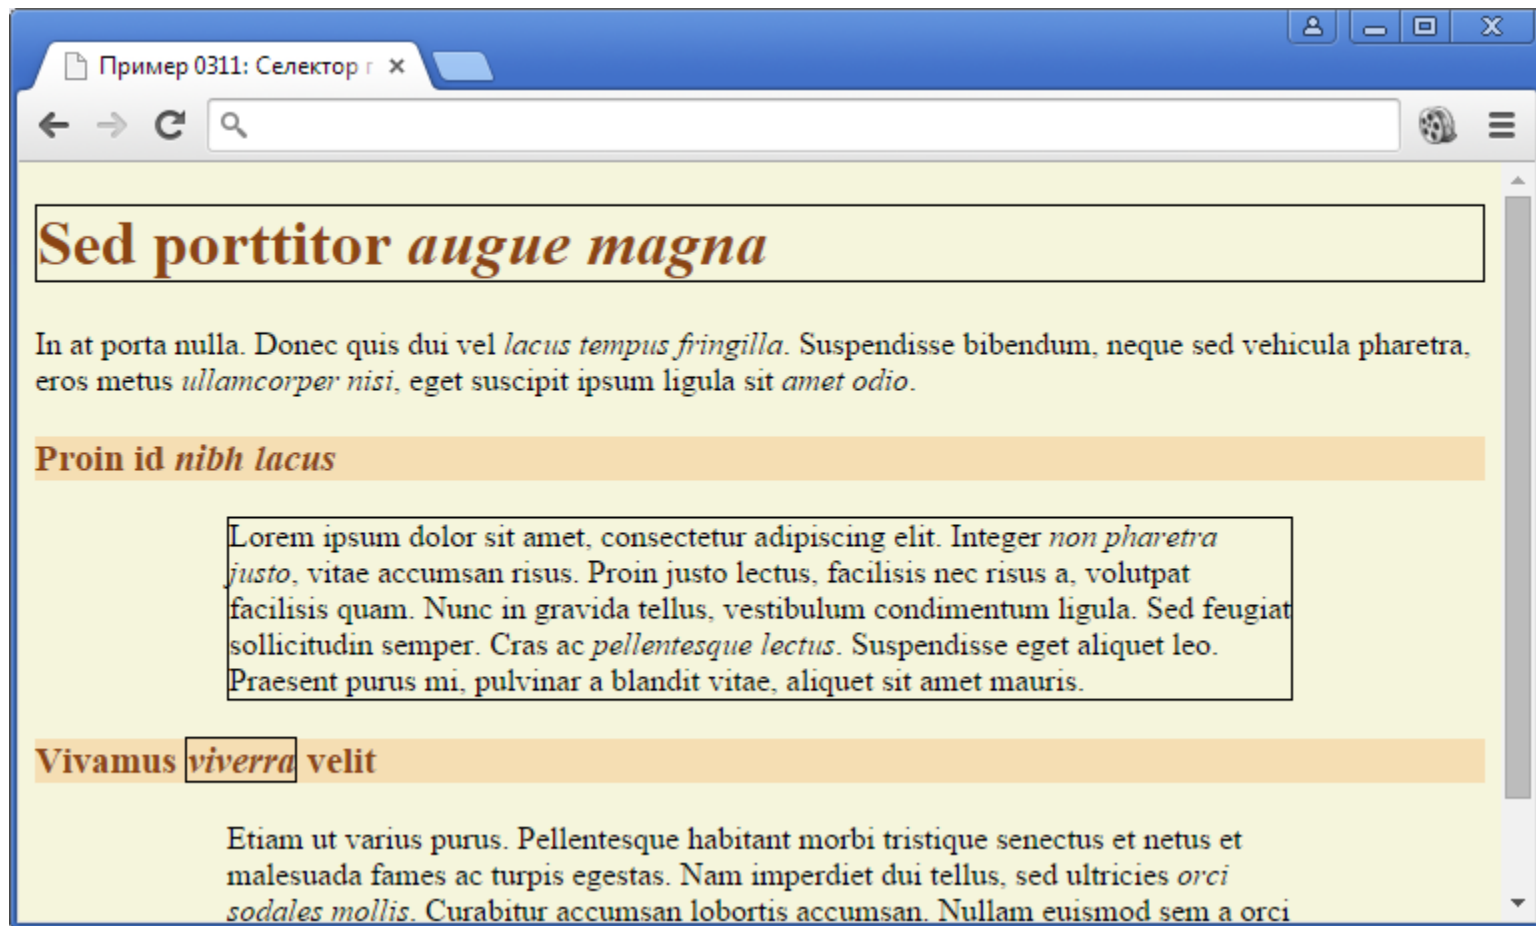 Пример 0311: Селектор г
Sed porttitor augue magna
In at porta nulla. Donec quis dui vel lacus tempus fringilla. Suspendisse bibendum, neque sed vehicula pharetra,
eros metus ullamcorper nisi, eget suscipit ipsum ligula sit amet odio.
Proin id nibh lacus
Lorem ipsum dolor sit amet, consectetur adipiscing elit. Integer non pharetra
justo, vitae accumsan risus. Proin justo lectus, facilisis nec risus a, volutpat
facilisis quam. Nunc in gravida tellus, vestibulum condimentum ligula. Sed feugiat
sollicitudin semper. Cras ac pellentesque lectus. Suspendisse eget aliquet leo.
Praesent purus mi, pulvinar a blandit vitae, aliquet sit amet mauris.
Vivamus viverra velit
Etiam ut varius purus. Pellentesque habitant morbi tristique senectus et netus et
malesuada fames ac turpis egestas. Nam imperdiet dui tellus, sed ultricies orci
sodales mollis. Curabitur accumsan lobortis accumsan. Nullam euismod sem a orci